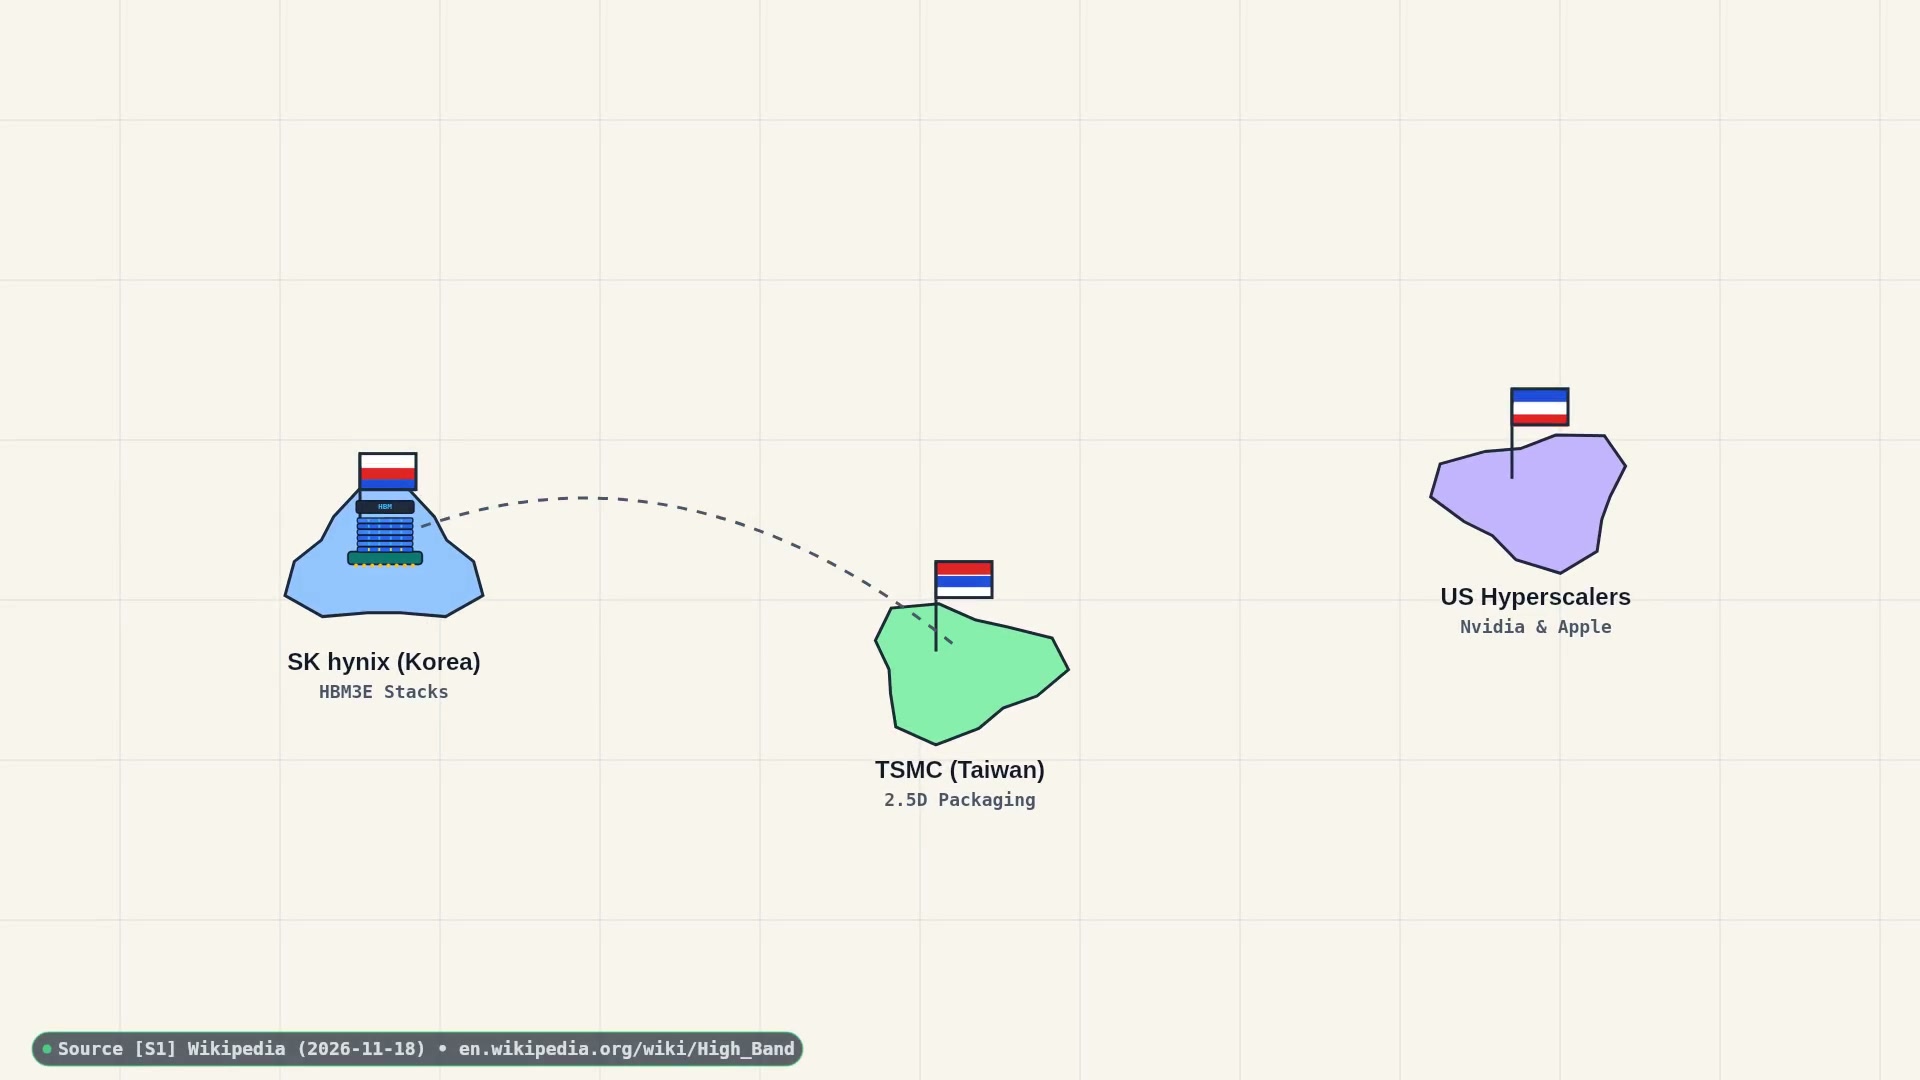 HBM
SK hynix (Korea)
HBM3E Stacks
TSMC (Taiwan)
2.5D Packaging
US Hyperscalers
Nvidia & Apple
Source [S1] Wikipedia (2026-11-18) • en.wikipedia.org/wiki/High_Band